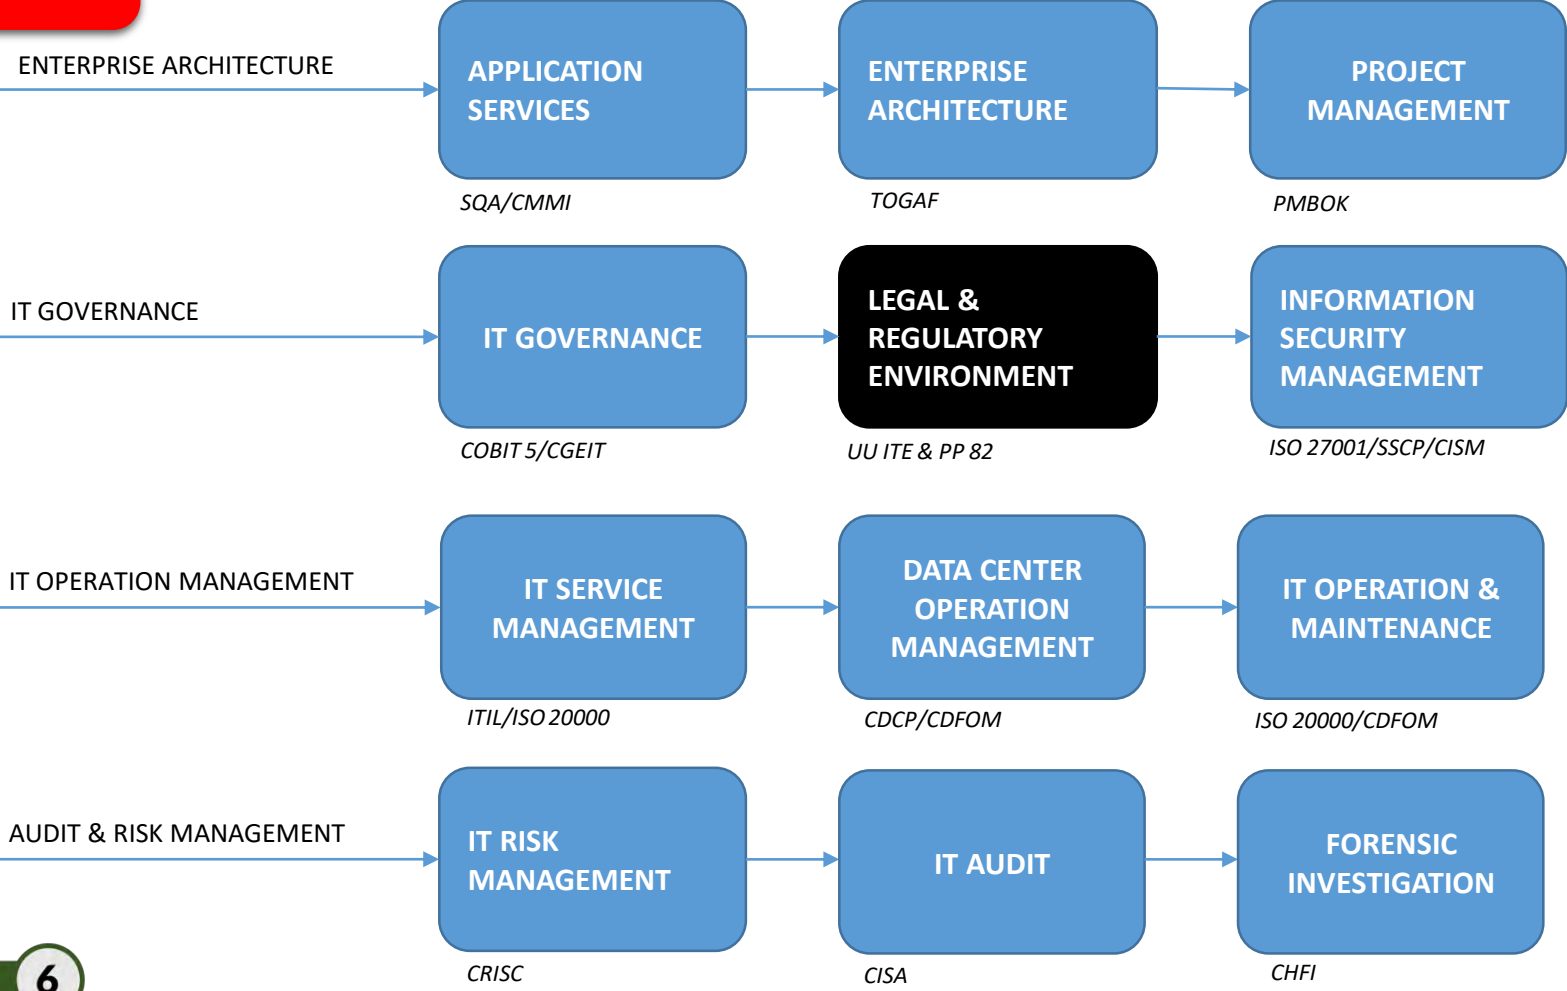 ENTERPRISE ARCHITECTURE
APPLICATION
SERVICES
ENTERPRISE
ARCHITECTURE
PROJECT
MANAGEMENT
SQA/CMMI
TOGAF
PMBOK
IT GOVERNANCE
IT GOVERNANCE
LEGAL &
REGULATORY
ENVIRONMENT
INFORMATION
SECURITY
MANAGEMENT
COBIT 5/CGEIT
UU ITE & PP 82
ISO 27001/SSCP/CISM
IT OPERATION MANAGEMENT
IT SERVICE
MANAGEMENT
DATA CENTER
OPERATION
MANAGEMENT
IT OPERATION &
MAINTENANCE
ITIL/ISO 20000
CDCP/CDFOM
ISO 20000/CDFOM
AUDIT & RISK MANAGEMENT
IT RISK
MANAGEMENT
IT AUDIT
FORENSIC
INVESTIGATION
CRISC
CISA
CHFI
6